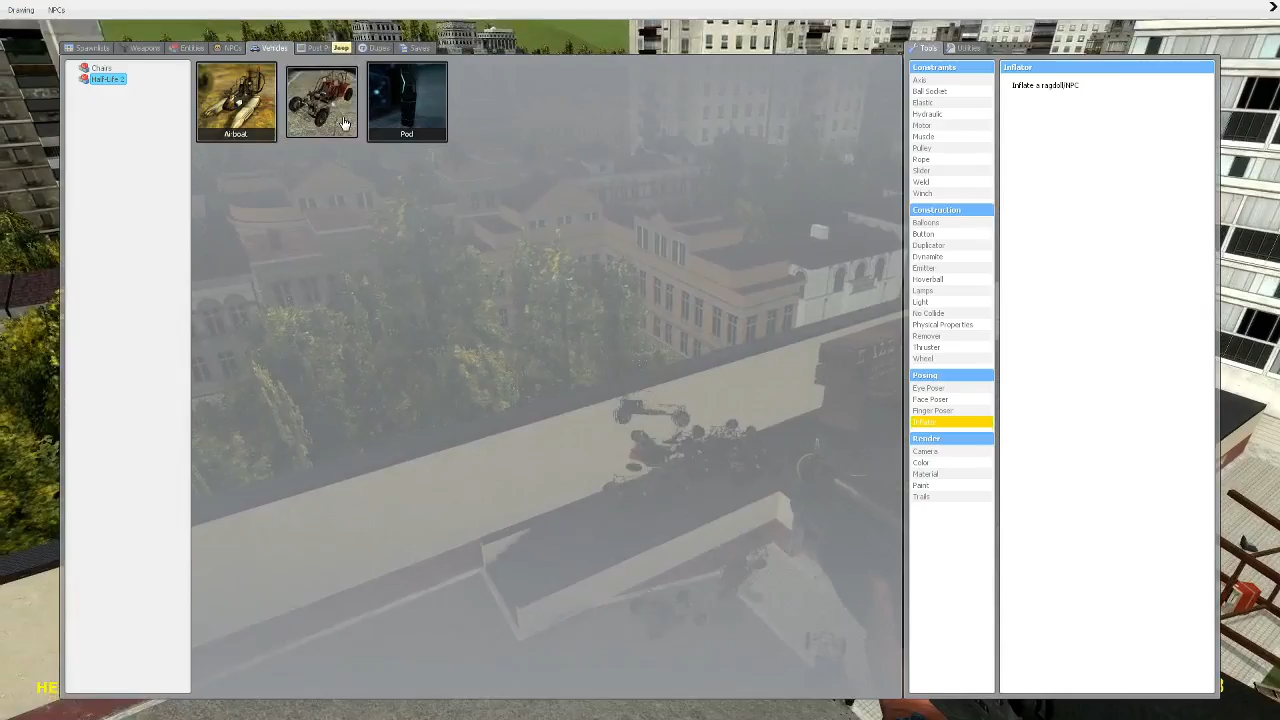 Drawing NPCs
Spawnlists Weapons Entities NPCs Vehicles Post P Jeep Dupes Saves
Tools Utilities
Chairs
Half-Life 2
Airboat
Pod
Constraints
Axis
Ball Socket
Elastic
Hydraulic
Motor
Muscle
Pulley
Rope
Slider
Weld
Winch
Construction
Balloons
Button
Duplicator
Dynamite
Emitter
Hoverball
Lamps
Light
No Collide
Physical Properties
Remover
Thruster
Wheel
Posing
Eye Poser
Face Poser
Finger Poser
Inflator
Render
Camera
Color
Material
Paint
Trails
Inflator
Inflate a ragdoll/NPC
HE